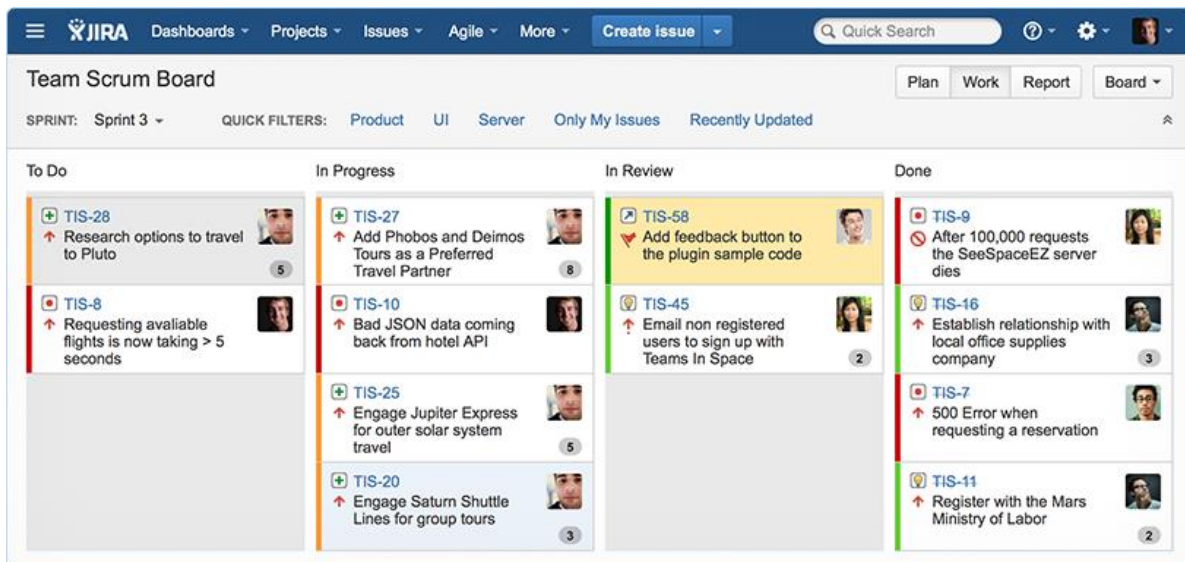 JIRA Dashboards Projects Issues Agile More Create issue Quick Search
Team Scrum Board Plan Work Report Board
SPRINT: Sprint 3 QUICK FILTERS: Product UI Server Only My Issues Recently Updated
To Do
TIS-28
Research options to travel
to Pluto
5
TIS-8
Requesting avaliable
flights is now taking > 5
seconds
In Progress
TIS-27
Add Phobos and Deimos
Tours as a Preferred
Travel Partner
8
TIS-10
Bad JSON data coming
back from hotel API
TIS-25
Engage Jupiter Express
for outer solar system
travel
5
TIS-20
Engage Saturn Shuttle
Lines for group tours
3
In Review
TIS-58
Add feedback button to
the plugin sample code
TIS-45
Email non registered
users to sign up with
Teams In Space
2
Done
TIS-9
After 100,000 requests
the SeeSpaceEZ server
dies
TIS-16
Establish relationship with
local office supplies
company
3
TIS-7
500 Error when
requesting a reservation
TIS-11
Register with the Mars
Ministry of Labor
2